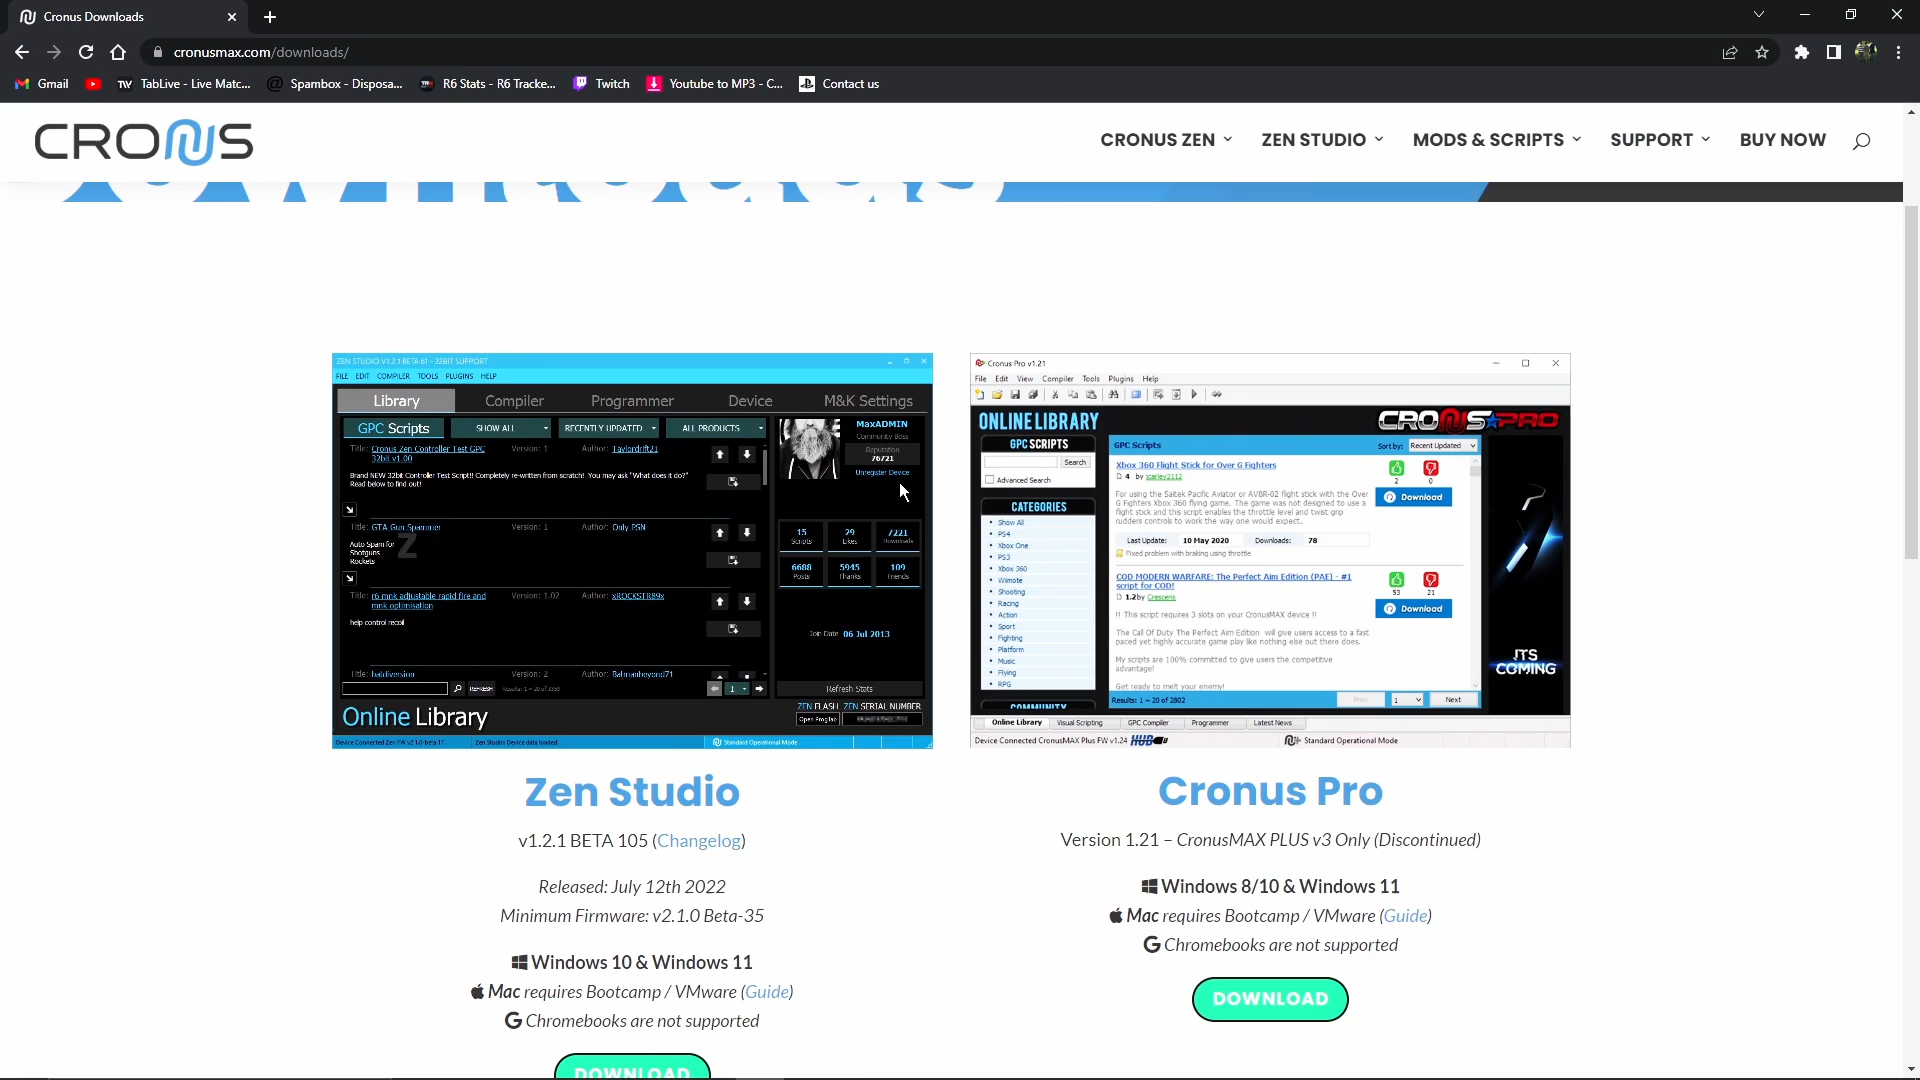 Cronus Downloads
cronusmax.com/downloads/
Gmail
TabLive - Live Matc...
Spambox - Disposa...
R6 Stats - R6 Tracke...
Twitch
Youtube to MP3 - C...
Contact us
CRONUS
CRONUS ZEN
ZEN STUDIO
MODS & SCRIPTS
SUPPORT
BUY NOW
ZEN STUDIO V1.2.1 BETA 61 - 32BIT SUPPORT
FILE EDIT COMPILER TOOLS PLUGINS HELP
Library Compiler Programmer Device M&K Settings
GPC Scripts SHOW ALL RECENTLY UPDATED ALL PRODUCTS
Title: Cronus Zen Controller Test GPC 32bit v1.00 Version: 1 Author: Taylordrift21
Brand NEW 32bit Controller Test Script!! Completely re-written from scratch! You may ask "What does it do?"
Read below to find out!
Title: GTA Gun Spammer Version: 1 Author: Only PSN
Auto Spam for
Shotguns
Rockets
Title: r6 mnk adjustable rapid fire and mnk optimisation Version: 1.02 Author: xROCKSTR89x
help control recoil
Title: batdiversion Version: 2 Author: Bahmanbeyond71
REFRESH Results: 1 ~ 20 of 3359 1
Online Library
MaxADMIN
Community Boss
Reputation
76721
Unregister Device
15 Scripts 29 Likes 7221 Downloads
6688 Posts 5945 Thanks 109 Friends
Join Date 06 Jul 2013
Refresh Stats
ZEN FLASH ZEN SERIAL NUMBER
Open Proglab
Device Connected Zen FW v2.1.0-beta 17 Zen Studio: Device data loaded Standard Operational Mode
Cronus Pro v1.21
File Edit View Compiler Tools Plugins Help
ONLINE LIBRARY
CRONUS PRO
GPC SCRIPTS
Search
Advanced Search
CATEGORIES
Show All
PS4
Xbox One
PS3
Xbox 360
Wiimote
Shooting
Racing
Action
Sport
Fighting
Platform
Music
Flying
RPG
COMMUNITY
GPC Scripts Sort by: Recent Updated
Xbox 360 Flight Stick for Over G Fighters
4 by scarley2112
2 0
Download
For using the Saitek Pacific Aviator or AV8R-02 flight stick with the Over
G Fighters Xbox 360 flying game. The game was not designed to use a
flight stick and this script enables the throttle level and twist grip
rudders controls to work the way one would expect.
Last Update: 10 May 2020 Downloads: 78
Fixed problem with braking using throttle
COD MODERN WARFARE: The Perfect Aim Edition (PAE) - #1
script for COD!
1.2 by Crescens
53 21
Download
!! This script requires 3 slots on your CronusMAX device !!
The Call Of Duty The Perfect Aim Edition will give users access to a fast
paced yet highly accurate game play like nothing else out there does.
My scripts are 100% committed to give users the competitive
advantage!
Get ready to melt your enemy!
Results: 1 ~ 20 of 2802 Prev 1 Next
IT'S
COMING
Online Library Visual Scripting GPC Compiler Programmer Latest News
Device Connected CronusMAX Plus FW v1.24 HUB Standard Operational Mode
Zen Studio
v1.2.1 BETA 105 (Changelog)
Released: July 12th 2022
Minimum Firmware: v2.1.0 Beta-35
Windows 10 & Windows 11
Mac requires Bootcamp / VMware (Guide)
Chromebooks are not supported
DOWNLOAD
Cronus Pro
Version 1.21 – CronusMAX PLUS v3 Only (Discontinued)
Windows 8/10 & Windows 11
Mac requires Bootcamp / VMware (Guide)
Chromebooks are not supported
DOWNLOAD